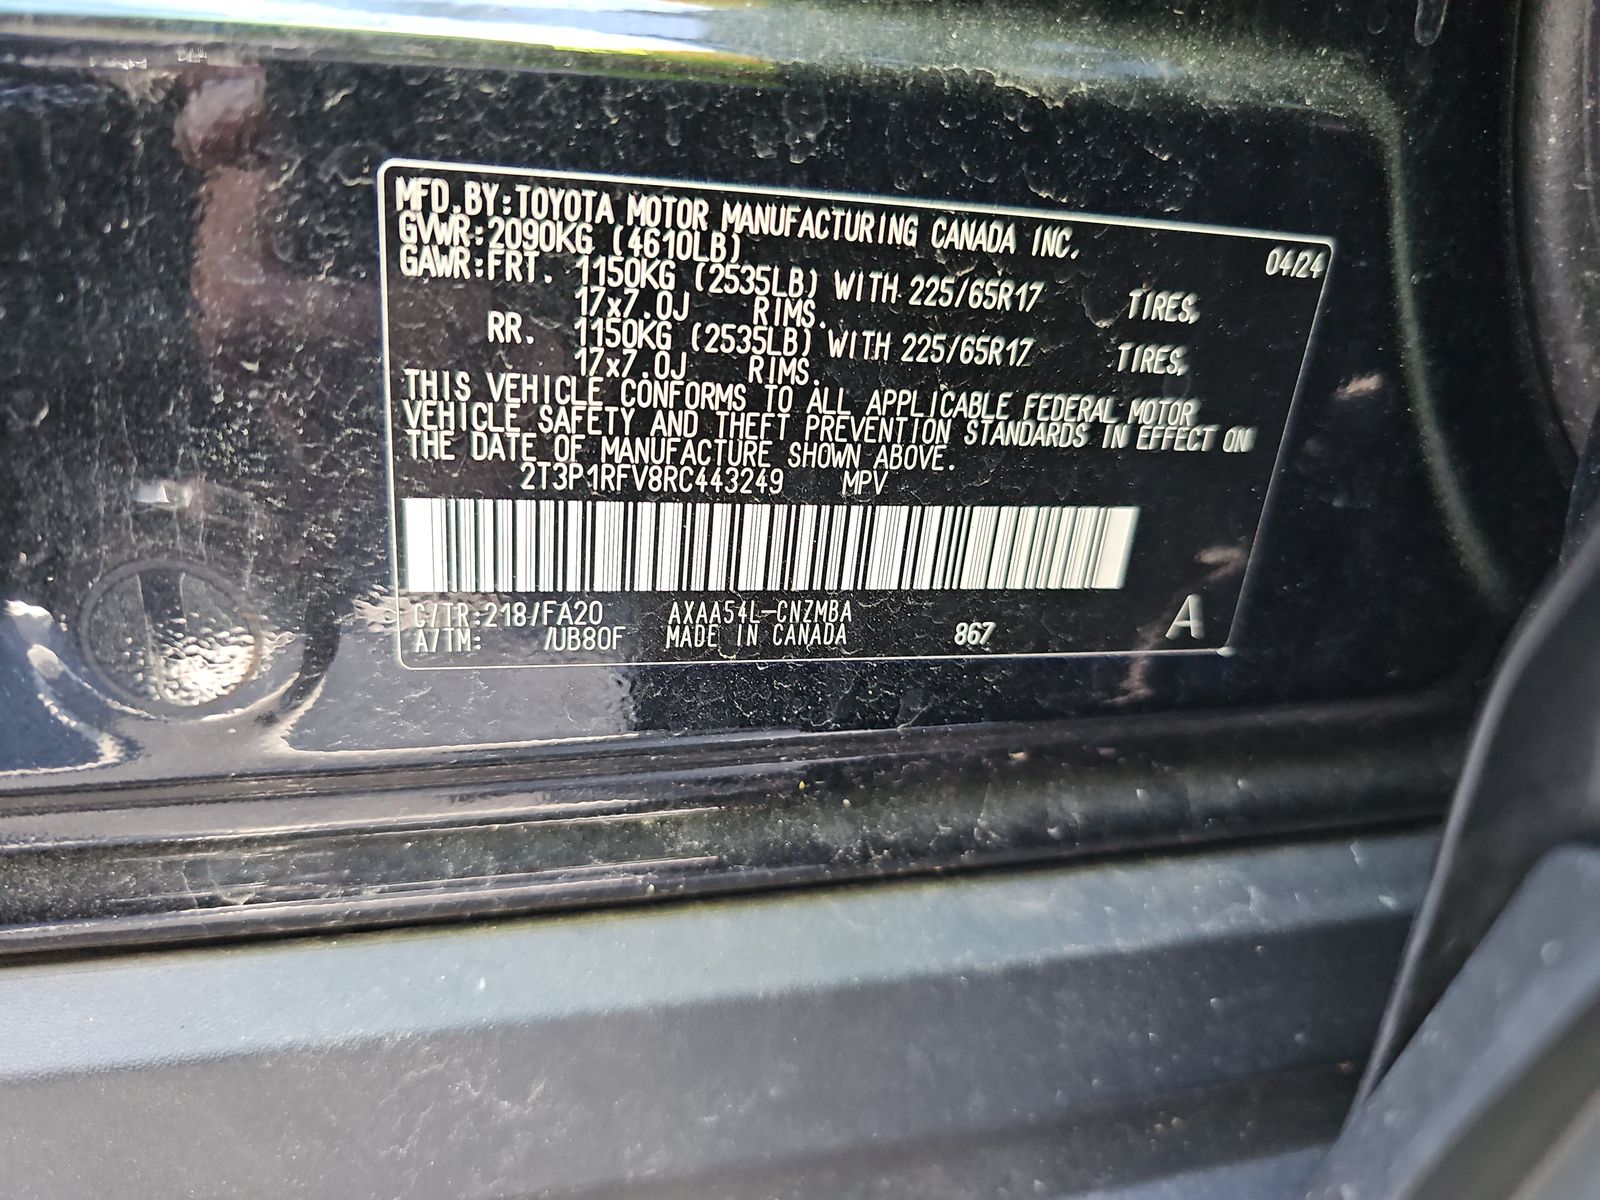 MFD.BY:TOYOTA MOTOR MANUFACTURING CANADA INC. 04/24
GVWR:2090KG (4610LB)
GAWR:FRT. 1150KG (2535LB) WITH 225/65R17 TIRES,
17x7.0J RIMS.
RR. 1150KG (2535LB) WITH 225/65R17 TIRES,
17x7.0J RIMS.
THIS VEHICLE CONFORMS TO ALL APPLICABLE FEDERAL MOTOR
VEHICLE SAFETY AND THEFT PREVENTION STANDARDS IN EFFECT ON
THE DATE OF MANUFACTURE SHOWN ABOVE.
2T3P1RFV8RC443249 MPV
C/TR:218/FA20 AXAA54L-CNZMBA
A/TM: /UB80F MADE IN CANADA 867 A